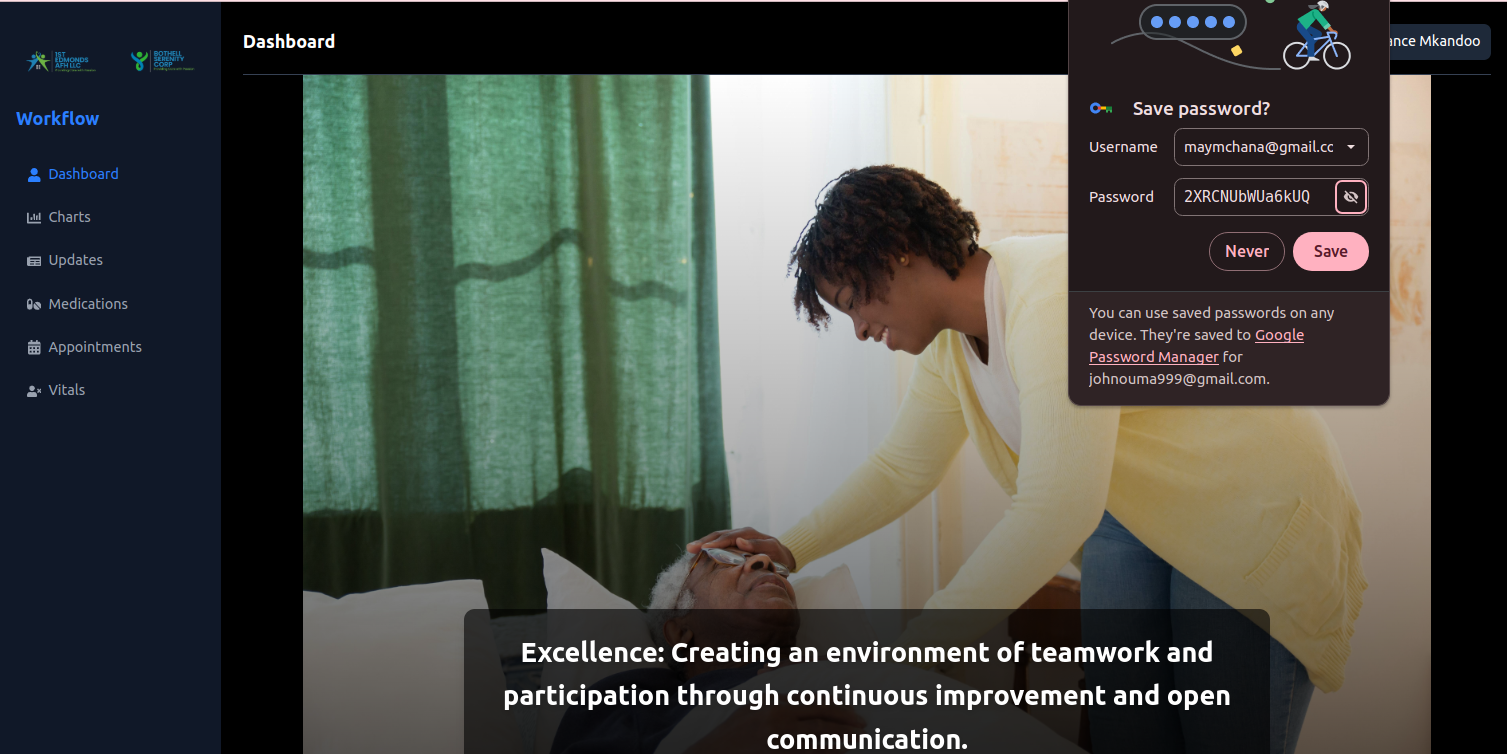 1ST
EDMONDS
AFH LLC
BOTHELL
SERENITY
CORP
Workflow
Dashboard
Charts
Updates
Medications
Appointments
Vitals
Dashboard
ance Mkandoo
Save password?
Username
maymchana@gmail.cc
Password
2XRCNUbWUa6kUQ
Never
Save
You can use saved passwords on any
device. They're saved to Google
Password Manager for
johnouma999@gmail.com.
Excellence: Creating an environment of teamwork and
participation through continuous improvement and open
communication.